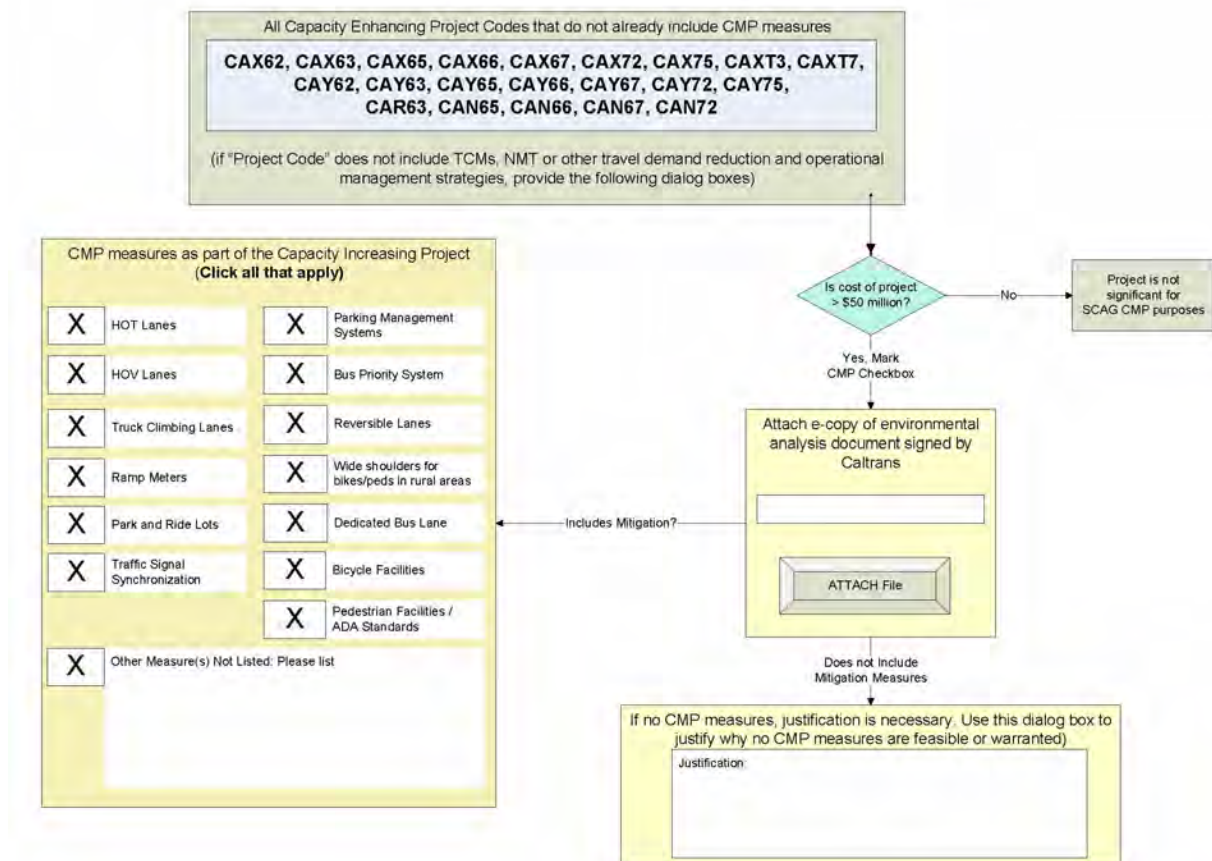 All Capacity Enhancing Project Codes that do not already include CMP measures
CAX62, CAX63, CAX65, CAX66, CAX67, CAX72, CAX75, CAXT3, CAXT7,
CAY62, CAY63, CAY65, CAY66, CAY67, CAY72, CAY75,
CAR63, CAN65, CAN66, CAN67, CAN72
(if "Project Code" does not include TCMs, NMT or other travel demand reduction and operational
management strategies, provide the following dialog boxes)
Is cost of project
> $50 million?
No
Project is not
significant for
SCAG CMP purposes
Yes, Mark
CMP Checkbox
Attach e-copy of environmental
analysis document signed by
Caltrans
ATTACH File
Includes Mitigation?
CMP measures as part of the Capacity Increasing Project
(Click all that apply)
X HOT Lanes
X HOV Lanes
X Truck Climbing Lanes
X Ramp Meters
X Park and Ride Lots
X Traffic Signal
Synchronization
X Parking Management
Systems
X Bus Priority System
X Reversible Lanes
X Wide shoulders for
bikes/peds in rural areas
X Dedicated Bus Lane
X Bicycle Facilities
X Pedestrian Facilities /
ADA Standards
X Other Measure(s) Not Listed: Please list
Does not Include
Mitigation Measures
If no CMP measures, justification is necessary. Use this dialog box to
justify why no CMP measures are feasible or warranted)
Justification: